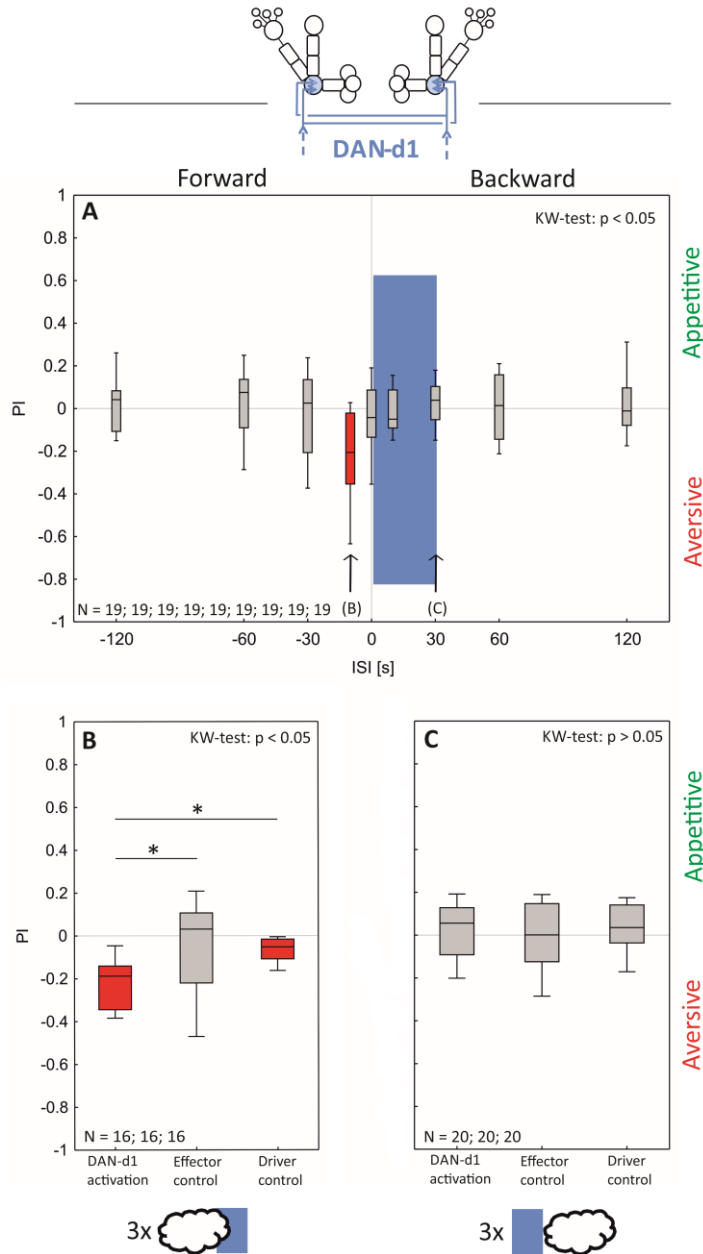 DAN-d1
Forward Backward
A
KW-test: p < 0.05
1
0.8
0.6
0.4
0.2
0
-0.2
-0.4
-0.6
-0.8
-1
PI
Appetitive
Aversive
(B)
(C)
N = 19; 19; 19; 19; 19; 19; 19; 19; 19
-120 -60 -30 0 30 60 120
ISI [s]
B
KW-test: p < 0.05
1
0.8
0.6
0.4
0.2
0
-0.2
-0.4
-0.6
-0.8
-1
PI
*
*
N = 16; 16; 16
DAN-d1 activation
Effector control
Driver control
3x
C
KW-test: p > 0.05
N = 20; 20; 20
DAN-d1 activation
Effector control
Driver control
3x
Appetitive
Aversive